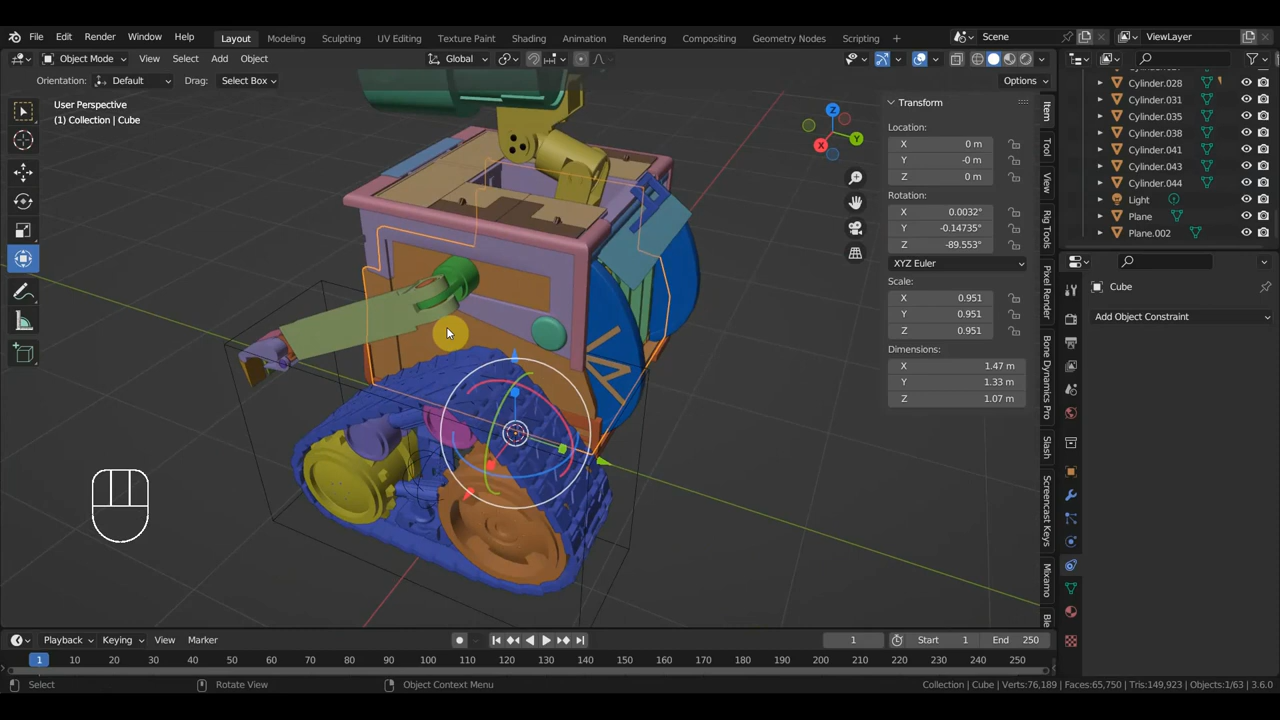 File Edit Render Window Help Layout Modeling Sculpting UV Editing Texture Paint Shading Animation Rendering Compositing Geometry Nodes Scripting + Scene ViewLayer
Object Mode View Select Add Object Global
Orientation: Default Drag: Select Box Options
User Perspective
(1) Collection | Cube
Z
Y
X
Transform
Location:
X 0 m
Y -0 m
Z 0 m
Rotation:
X 0.0032°
Y -0.14735°
Z -89.553°
XYZ Euler
Scale:
X 0.951
Y 0.951
Z 0.951
Dimensions:
X 1.47 m
Y 1.33 m
Z 1.07 m
Item
Tool
View
Rig Tools
Pixel Render
Bone Dynamics Pro
Slash
Screencast Keys
Mixamo
Cylinder.028
Cylinder.031
Cylinder.035
Cylinder.038
Cylinder.041
Cylinder.043
Cylinder.044
Light
Plane
Plane.002
Cube
Add Object Constraint
Playback Keying View Marker 1 Start 1 End 250
1 10 20 30 40 50 60 70 80 90 100 110 120 130 140 150 160 170 180 190 200 210 220 230 240 250
Select Rotate View Object Context Menu Collection | Cube | Verts:76,189 | Faces:65,750 | Tris:149,923 | Objects:1/63 | 3.6.0